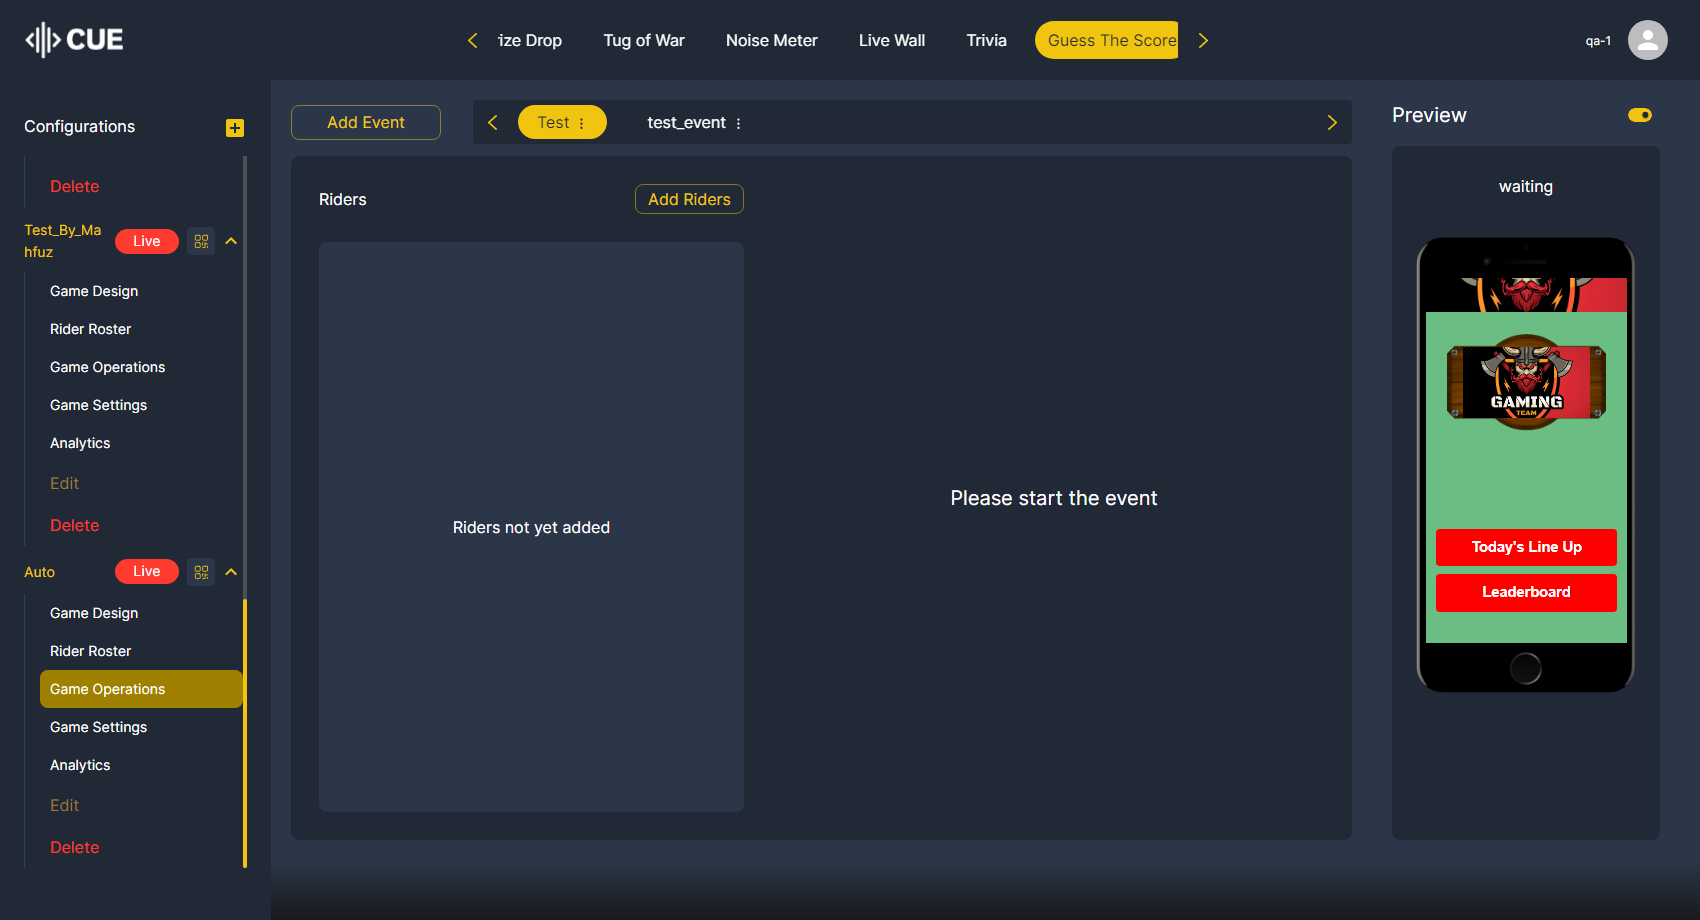 CUE
ize Drop
Tug of War
Noise Meter
Live Wall
Trivia
Guess The Score
qa-1
Configurations
Delete
Test_By_Ma
hfuz
Live
Game Design
Rider Roster
Game Operations
Game Settings
Analytics
Edit
Delete
Auto
Live
Game Design
Rider Roster
Game Operations
Game Settings
Analytics
Edit
Delete
Add Event
Test
test_event
Riders
Add Riders
Riders not yet added
Please start the event
Preview
waiting
GAMING
TEAM
Today's Line Up
Leaderboard